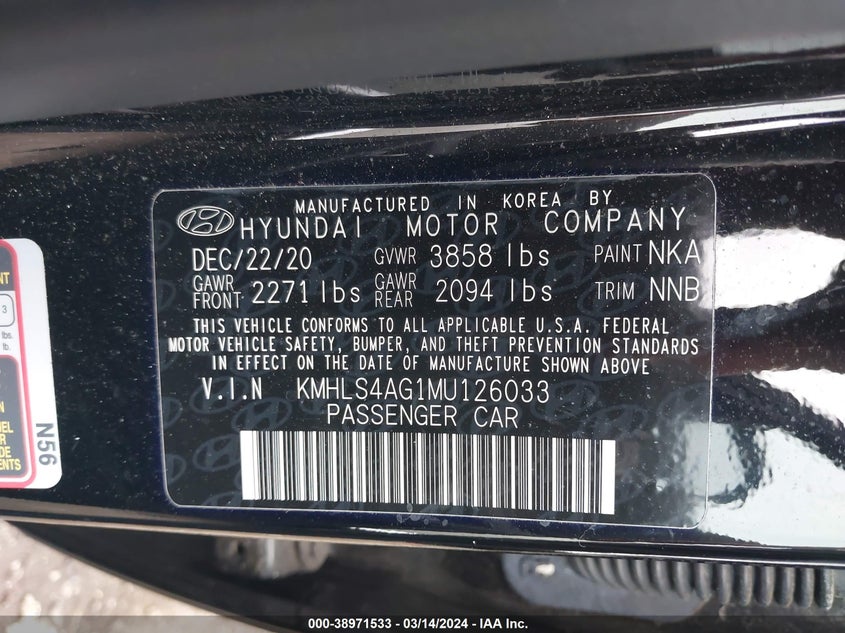 MANUFACTURED IN KOREA BY
HYUNDAI MOTOR COMPANY
DEC/22/20 GVWR 3858 lbs PAINT NKA
GAWR FRONT 2271 lbs GAWR REAR 2094 lbs TRIM NNB
THIS VEHICLE CONFORMS TO ALL APPLICABLE U.S.A. FEDERAL
MOTOR VEHICLE SAFETY, BUMPER, AND THEFT PREVENTION STANDARDS
IN EFFECT ON THE DATE OF MANUFACTURE SHOWN ABOVE
V.I.N KMHLS4AG1MU126033
PASSENGER CAR
3
lbs.
lb.
N56
000-38971533 - 03/14/2024 - IAA Inc.